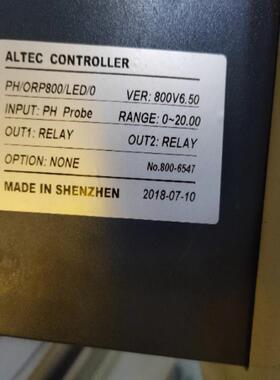 ALTEC CONTROLLER
PH/ORP800/LED/0 VER: 800V6.50
INPUT: PH Probe RANGE: 0~20.00
OUT1: RELAY OUT2: RELAY
OPTION: NONE No.800-6547
MADE IN SHENZHEN 2018-07-10